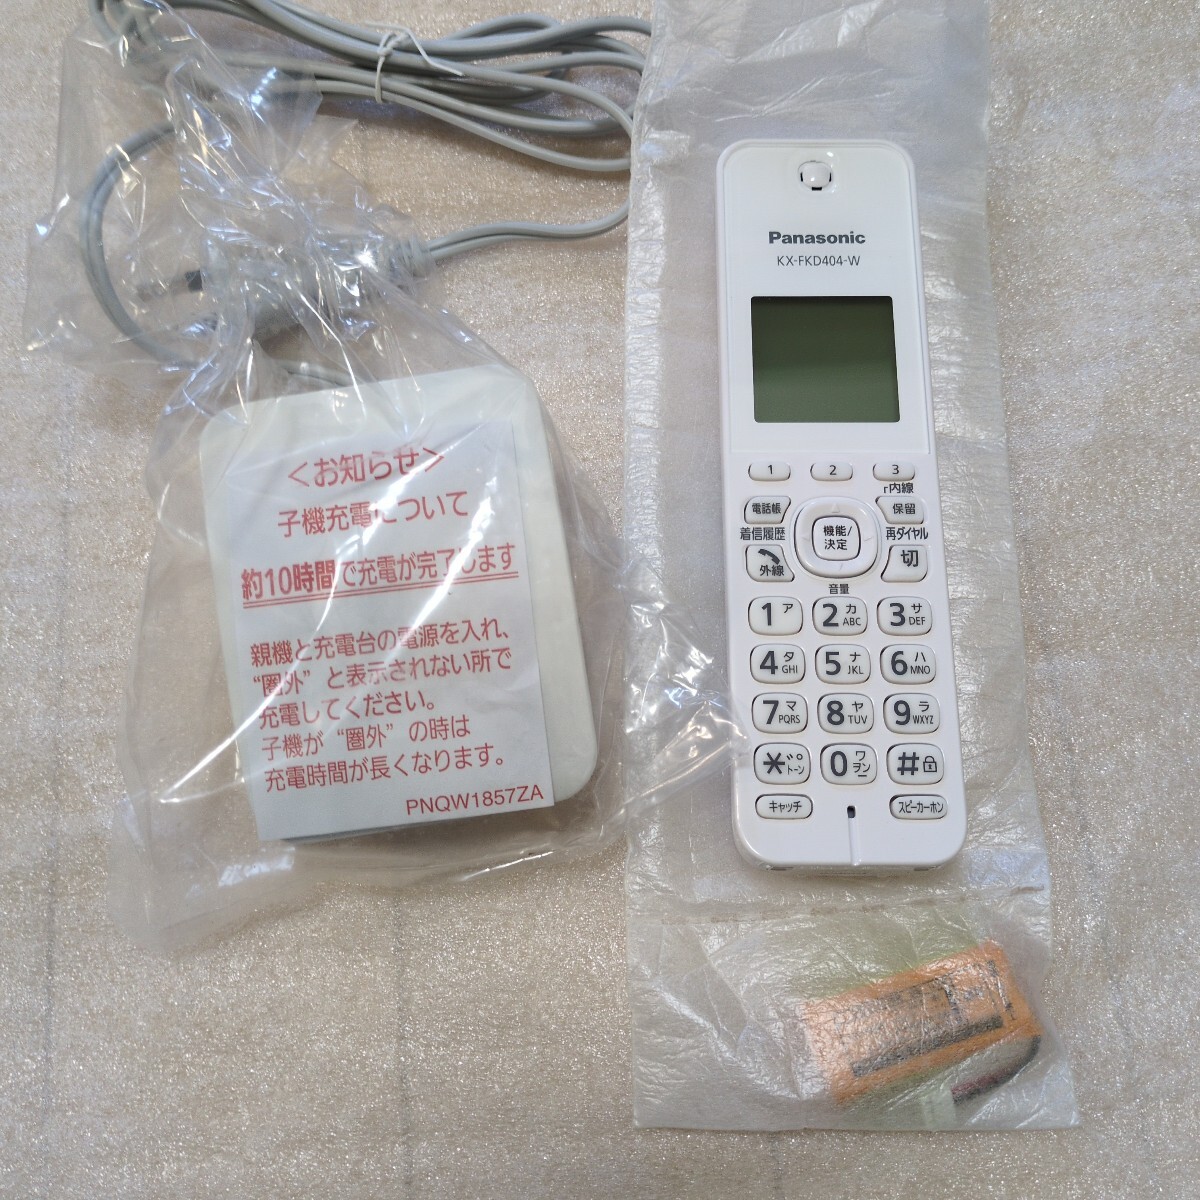 ＜お知らせ＞
子機充電について
約10時間で充電が完了します
親機と充電台の電源を入れ、
“圏外” と表示されない所で
充電してください。
子機が “圏外” の時は
充電時間が長くなります。
PNQW1857ZA
Panasonic
KX-FKD404-W
1 2 3
r内線
電話帳 機能/決定 保留
着信履歴 再ダイヤル
外線 切
音量
1 ア 2 カ ABC 3 サ DEF
4 タ GHI 5 ナ JKL 6 ハ MNO
7 マ PQRS 8 ヤ TUV 9 ラ WXYZ
＊ ゛゜ トーン 0 ワヲンー #
キャッチ スピーカーホン